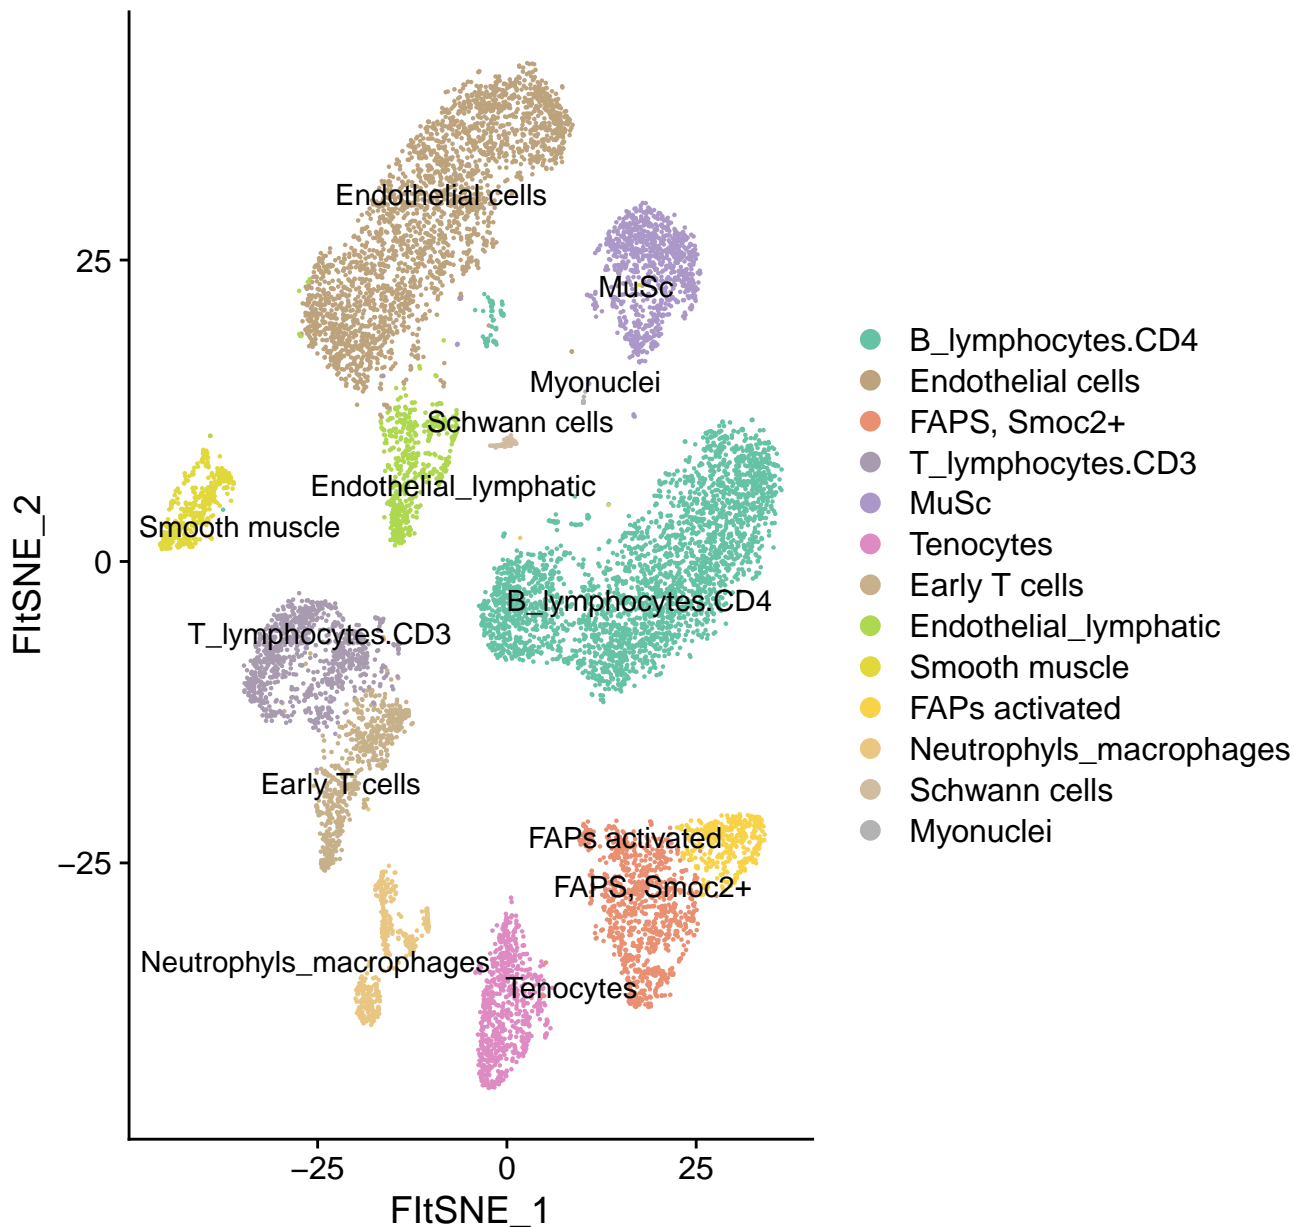 Endothelial cells
MuSc
Myonuclei
Schwann cells
Endothelial_lymphatic
Smooth muscle
B_lymphocytes.CD4
T_lymphocytes.CD3
Early T cells
FAPs activated
FAPS, Smoc2+
Neutrophyls_macrophages
Tenocytes
25
0
−25
FItSNE_2
−25
0
25
FItSNE_1
B_lymphocytes.CD4
Endothelial cells
FAPS, Smoc2+
T_lymphocytes.CD3
MuSc
Tenocytes
Early T cells
Endothelial_lymphatic
Smooth muscle
FAPs activated
Neutrophyls_macrophages
Schwann cells
Myonuclei